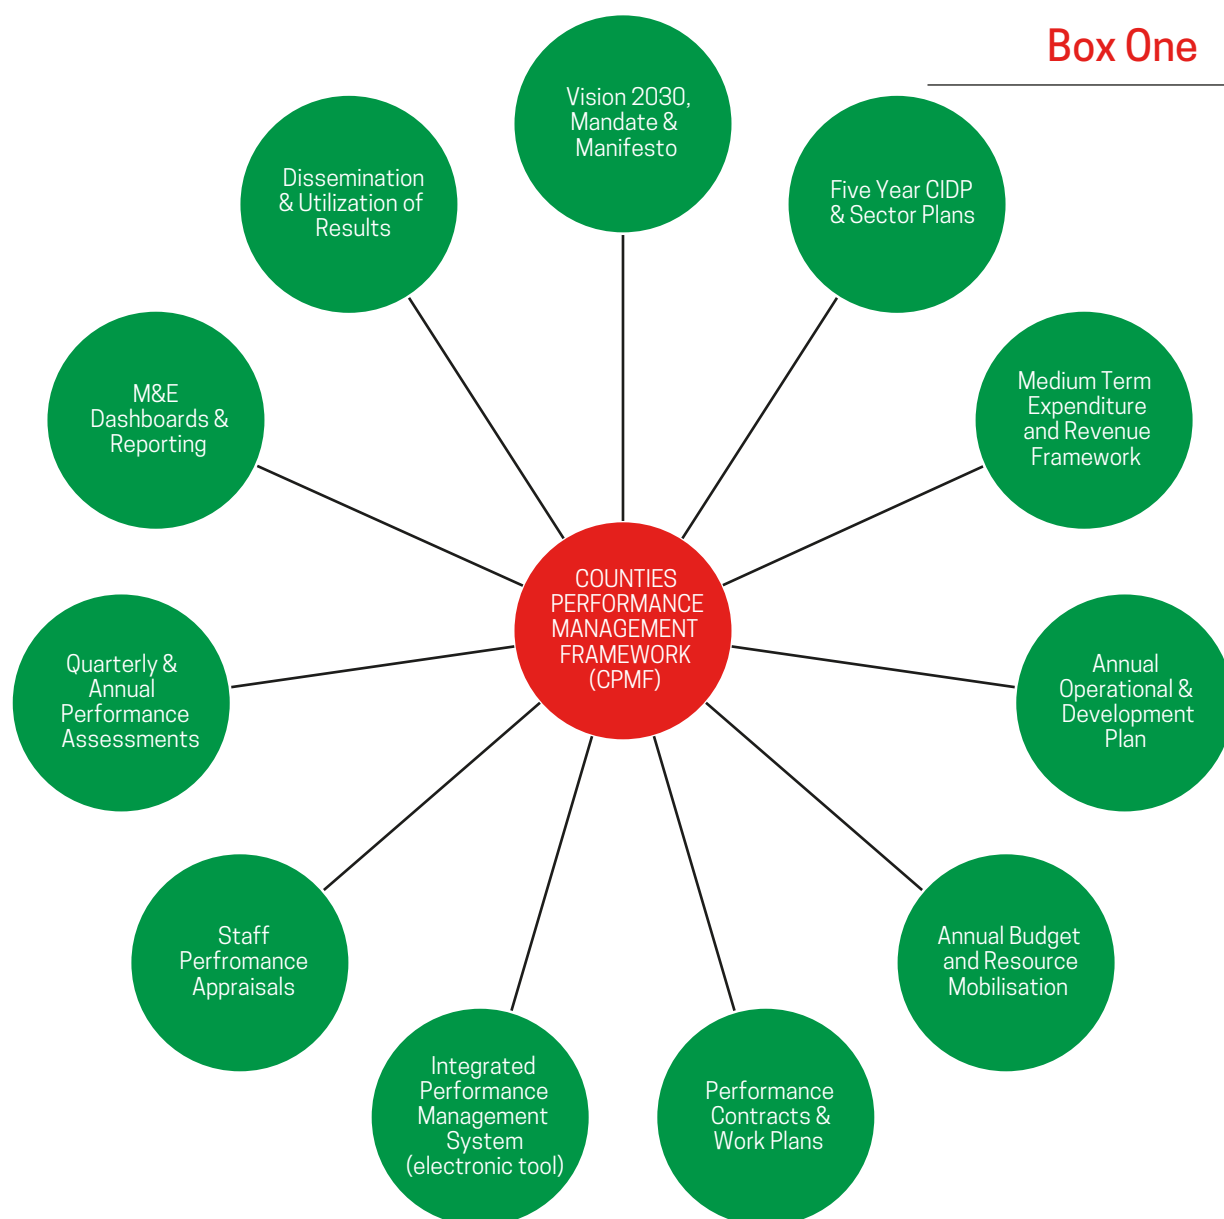 Box One
Vision 2030,
Mandate &
Manifesto
Five Year CIDP
& Sector Plans
Medium Term
Expenditure
and Revenue
Framework
Annual
Operational &
Development
Plan
Annual Budget
and Resource
Mobilisation
Performance
Contracts &
Work Plans
Integrated
Performance
Management
System
(electronic tool)
Staff
Perfromance
Appraisals
Quarterly &
Annual
Performance
Assessments
M&E
Dashboards &
Reporting
Dissemination
& Utilization of
Results
COUNTIES
PERFORMANCE
MANAGEMENT
FRAMEWORK
(CPMF)